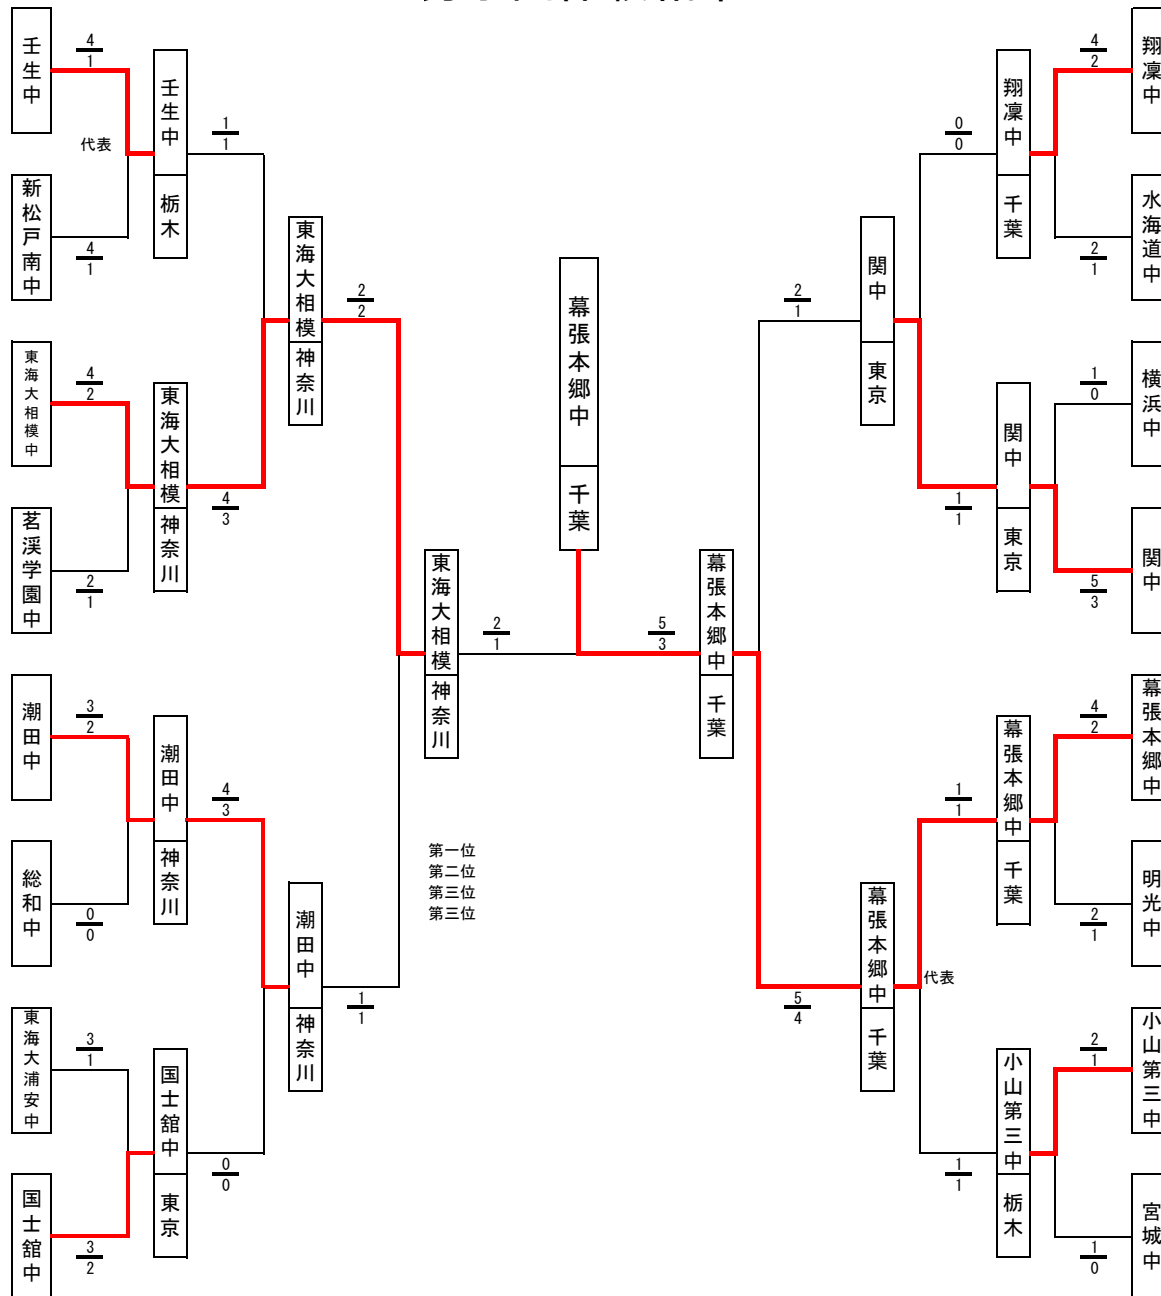 壬生中
4
1
代表
新松戸南中
4
1
東海大相模中
4
2
茗溪学園中
2
1
潮田中
3
2
総和中
0
0
東海大浦安中
3
1
国士舘中
3
2
壬生中
栃木
1
1
東海大相模
神奈川
4
3
潮田中
神奈川
4
3
国士舘中
東京
0
0
東海大相模
神奈川
2
2
潮田中
神奈川
1
1
東海大相模
神奈川
2
1
幕張本郷中
千葉
第一位
第二位
第三位
第三位
5
3
幕張本郷中
千葉
2
1
関中
東京
5
4
幕張本郷中
千葉
代表
0
0
翔凜中
千葉
1
1
関中
東京
1
1
幕張本郷中
千葉
1
1
小山第三中
栃木
4
2
翔凜中
2
1
水海道中
1
0
横浜中
5
3
関中
4
2
幕張本郷中
2
1
明光中
2
1
小山第三中
1
0
宮城中